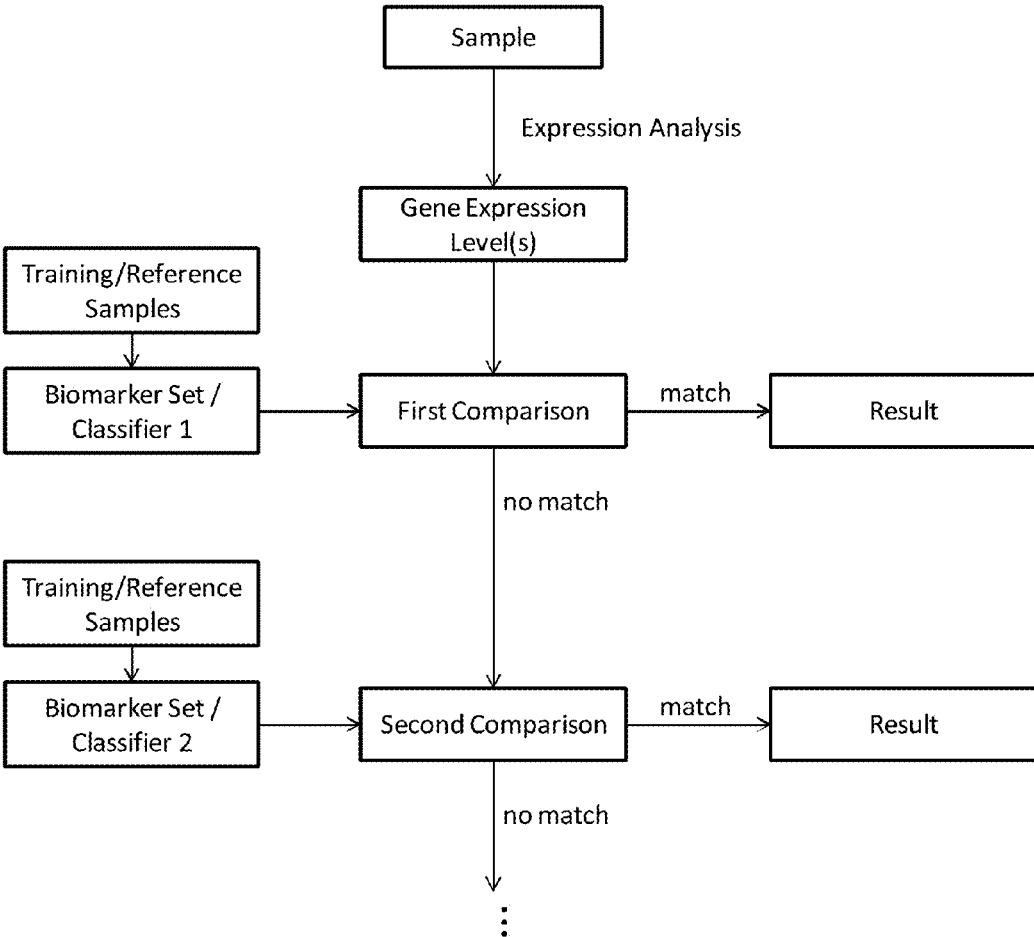 Sample
Expression Analysis
Gene Expression
Level(s)
Training/Reference
Samples
Biomarker Set /
Classifier 1
First Comparison
match
Result
no match
Training/Reference
Samples
Biomarker Set /
Classifier 2
Second Comparison
match
Result
no match